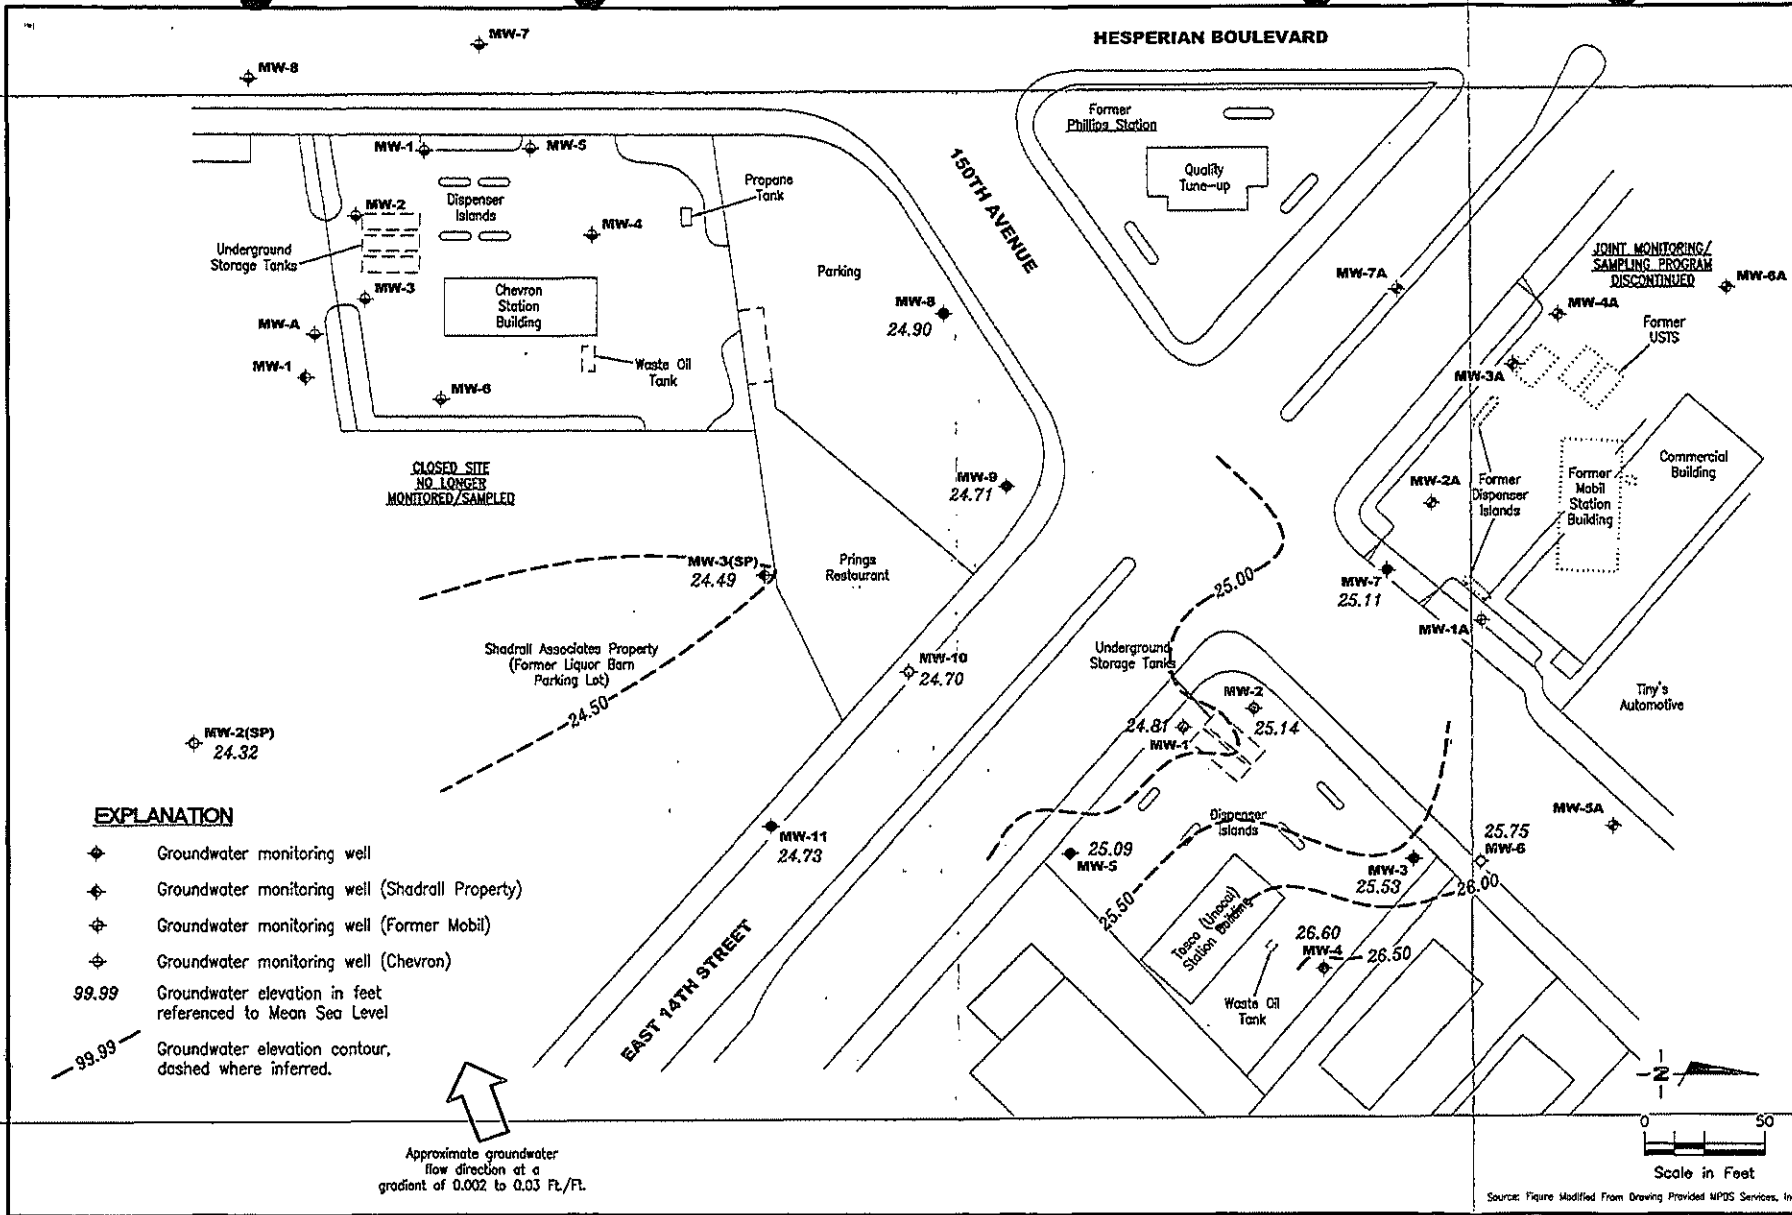 HESPERIAN BOULEVARD
MW-7
MW-8
MW-1
MW-5
MW-2
Dispenser
Islands
MW-4
Propane
Tank
Underground
Storage Tanks
MW-3
Chevron
Station
Building
MW-A
MW-1
Waste Oil
Tank
MW-6
Parking
150TH AVENUE
Former
Phillips Station
Quality
Tune-up
MW-8
24.90
MW-7A
JOINT MONITORING/
SAMPLING PROGRAM
DISCONTINUED
MW-6A
MW-4A
Former
USTS
MW-3A
CLOSED SITE
NO LONGER
MONITORED/SAMPLED
MW-9
24.71
MW-2A
Former
Dispenser
Islands
Former
Mobil
Station
Building
Commercial
Building
MW-3(SP)
24.49
Prings
Restaurant
25.00
MW-7
25.11
MW-1A
Shadrall Associates Property
(Former Liquor Barn
Parking Lot)
24.50
MW-10
24.70
Underground
Storage Tanks
MW-2
25.14
24.81
MW-1
Tiny's
Automotive
MW-2(SP)
24.32
MW-11
24.73
Dispenser
Islands
25.09
MW-5
25.50
MW-3
25.53
25.75
MW-6
26.00
MW-5A
Tosco (Unocal)
Station Building
26.60
MW-4
26.50
Waste Oil
Tank
EAST 14TH STREET
EXPLANATION
Groundwater monitoring well
Groundwater monitoring well (Shadrall Property)
Groundwater monitoring well (Former Mobil)
Groundwater monitoring well (Chevron)
99.99 Groundwater elevation in feet
referenced to Mean Sea Level
99.99 Groundwater elevation contour,
dashed where inferred.
Approximate groundwater
flow direction at a
gradient of 0.002 to 0.03 Ft./Ft.
N
0 50
Scale in Feet
Source: Figure Modified From Drawing Provided MPDS Services,